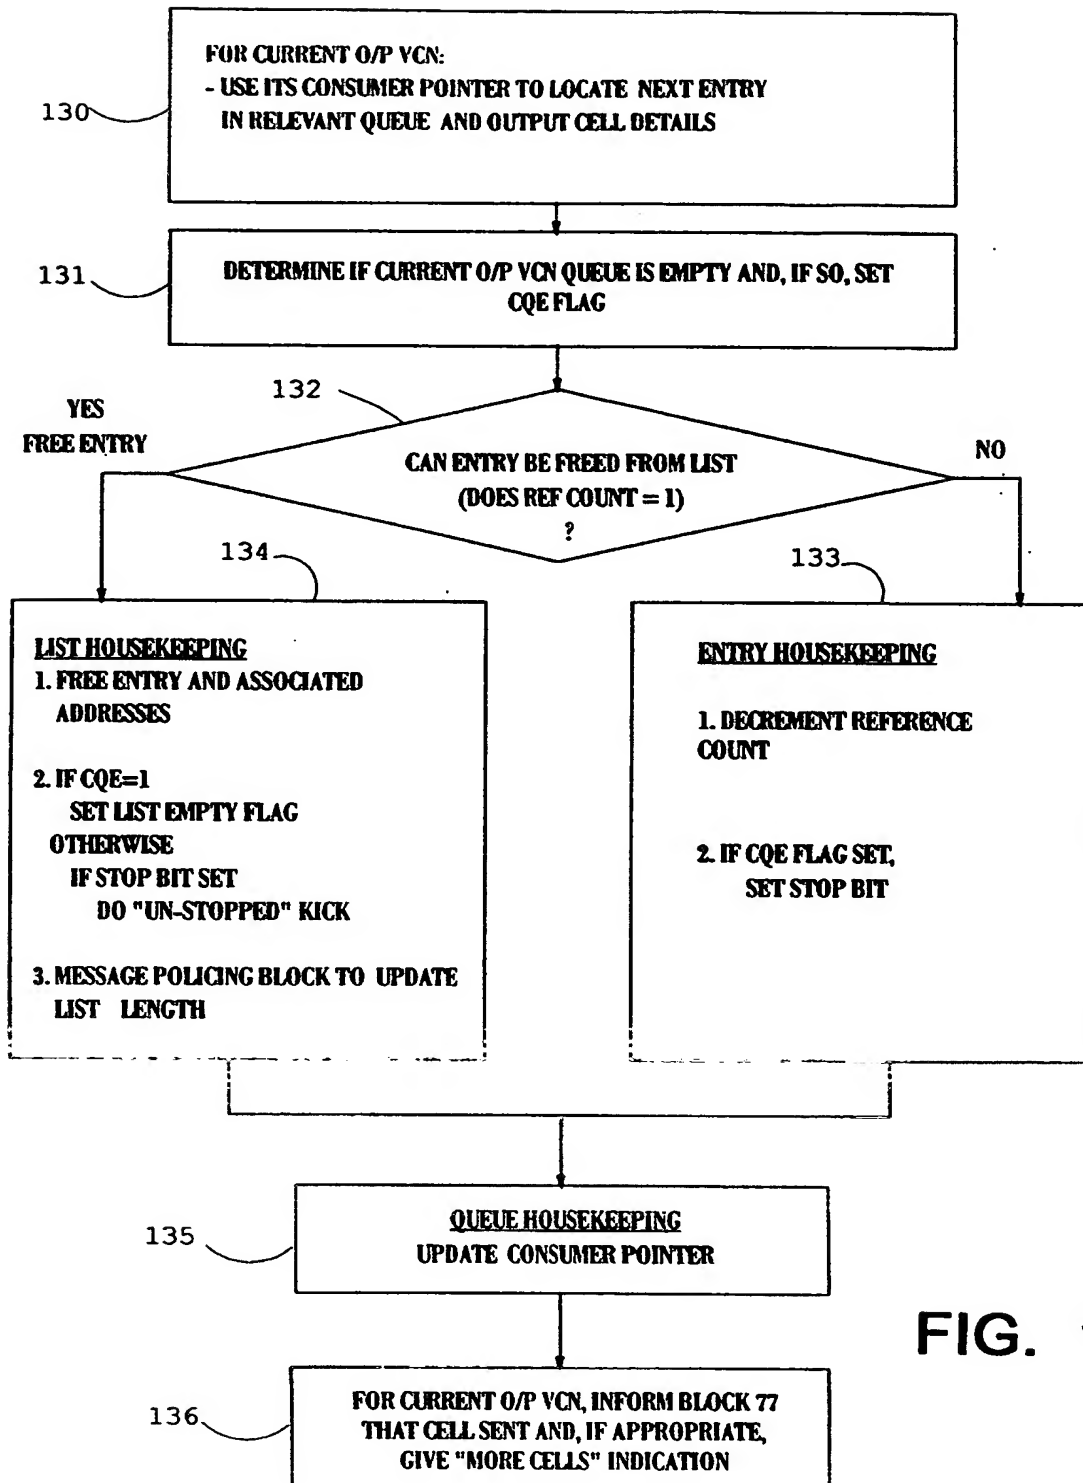 FOR CURRENT O/P VCN:
- USE ITS CONSUMER POINTER TO LOCATE NEXT ENTRY
IN RELEVANT QUEUE AND OUTPUT CELL DETAILS
130
131
DETERMINE IF CURRENT O/P VCN QUEUE IS EMPTY AND, IF SO, SET
CQE FLAG
132
YES
FREE ENTRY
CAN ENTRY BE FREED FROM LIST
(DOES REF COUNT = 1)
?
NO
134
133
LIST HOUSEKEEPING
1. FREE ENTRY AND ASSOCIATED
ADDRESSES
2. IF CQE=1
SET LIST EMPTY FLAG
OTHERWISE
IF STOP BIT SET
DO "UN-STOPPED" KICK
3. MESSAGE POLICING BLOCK TO UPDATE
LIST LENGTH
ENTRY HOUSEKEEPING
1. DECREMENT REFERENCE
COUNT
2. IF CQE FLAG SET,
SET STOP BIT
135
QUEUE HOUSEKEEPING
UPDATE CONSUMER POINTER
FIG.
136
FOR CURRENT O/P VCN, INFORM BLOCK 77
THAT CELL SENT AND, IF APPROPRIATE,
GIVE "MORE CELLS" INDICATION